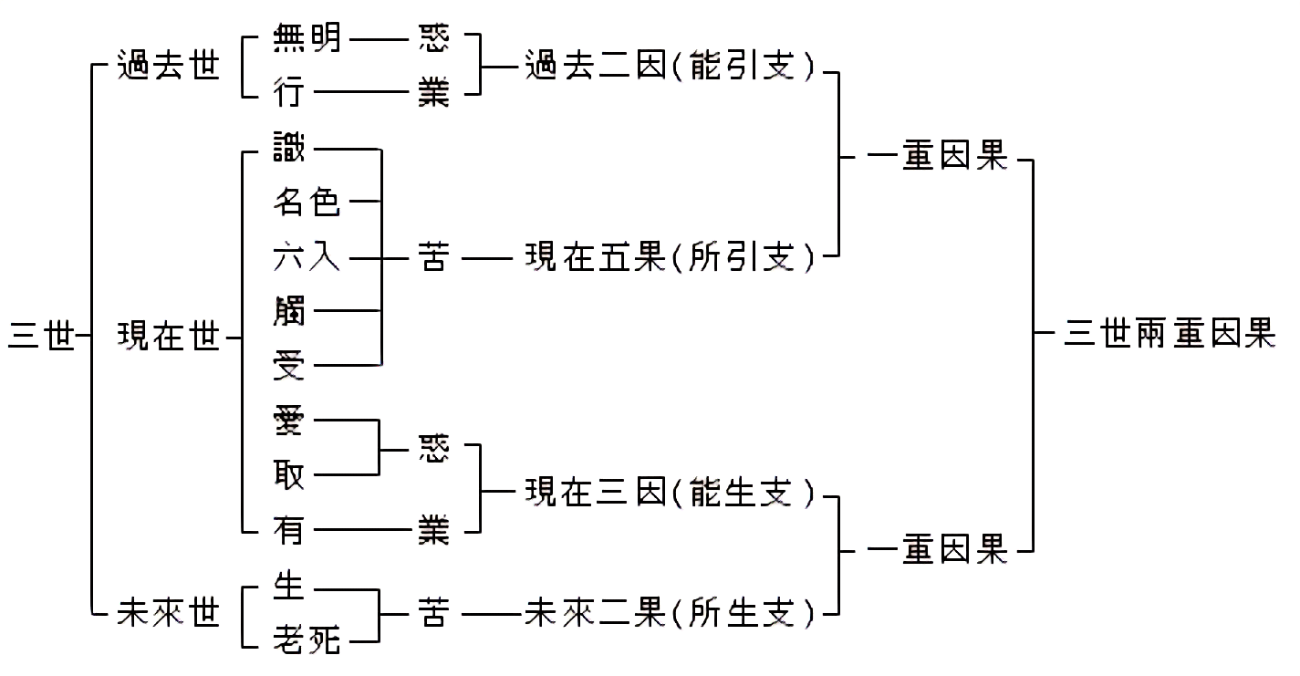 無明 惑
過去世 過去二因(能引支)
行 業
識 一重因果
名色
六入 苦 現在五果(所引支)
觸
三世 現在世 三世兩重因果
受
愛
惑
取 現在三因(能生支)
有 業 一重因果
生
未來世 苦 未來二果(所生支)
老死